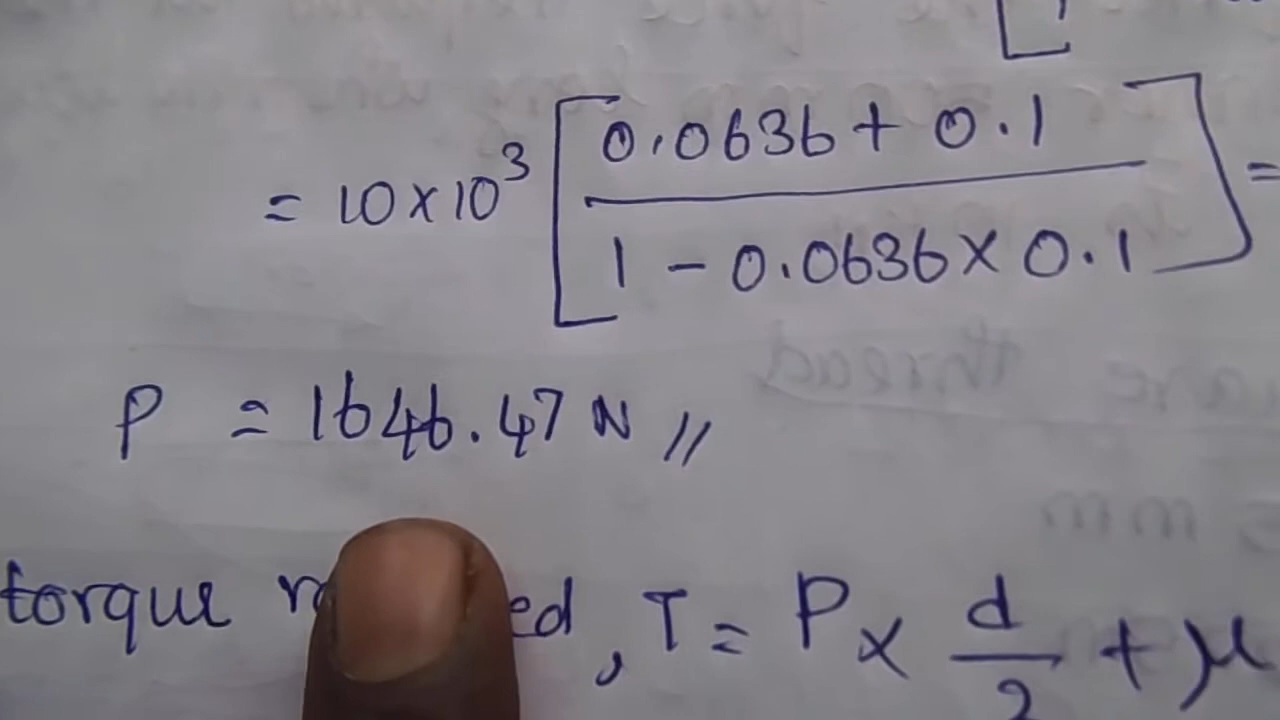 = 10×10³ [ 0.0636 + 0.1 / 1 - 0.0636 × 0.1 ] =
P = 1646.47 N //
torque ed, T = P × d/2 + μ